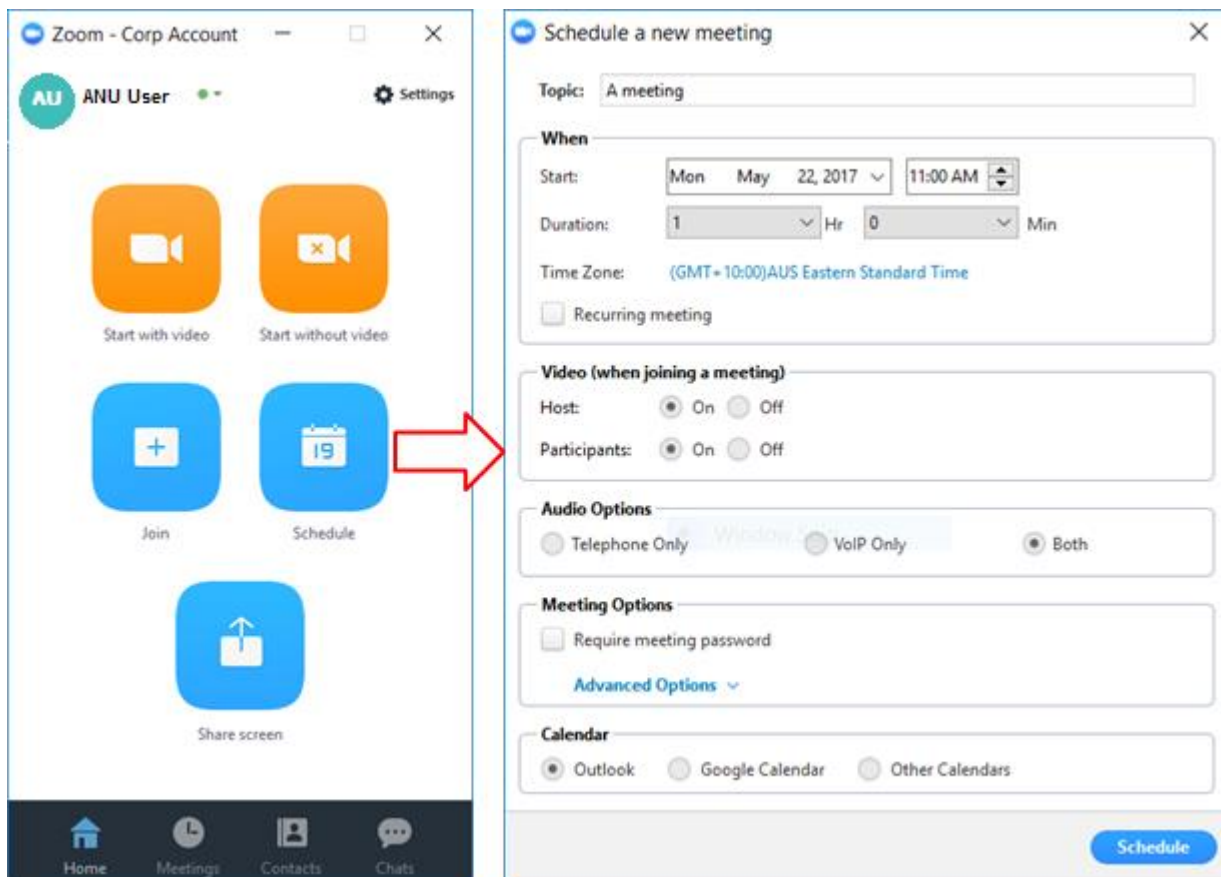 Zoom - Corp Account
AU ANU User Settings
Start with video Start without video
19
Join Schedule
Share screen
Home Meetings Contacts Chats
Schedule a new meeting
Topic: A meeting
When
Start: Mon May 22, 2017 11:00 AM
Duration: 1 Hr 0 Min
Time Zone: (GMT+10:00)AUS Eastern Standard Time
Recurring meeting
Video (when joining a meeting)
Host: On Off
Participants: On Off
Audio Options
Telephone Only VoIP Only Both
Meeting Options
Require meeting password
Advanced Options
Calendar
Outlook Google Calendar Other Calendars
Schedule